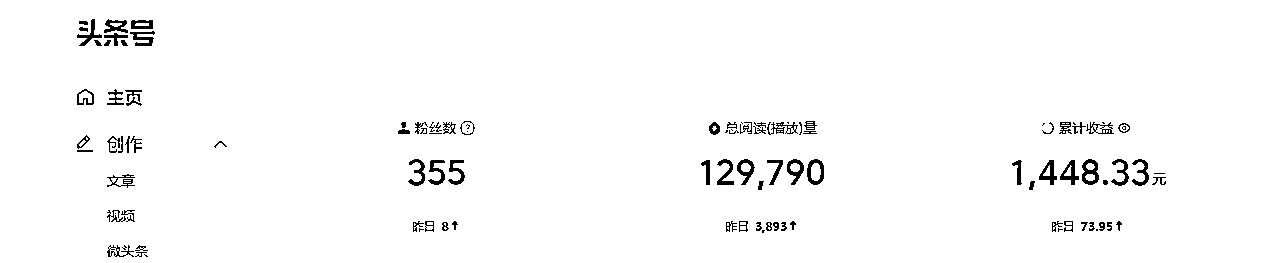 头条号
主页
创作
文章
视频
微头条
粉丝数
355
昨日 8↑
总阅读(播放)量
129,790
昨日 3,893↑
累计收益
1,448.33元
昨日 73.95↑